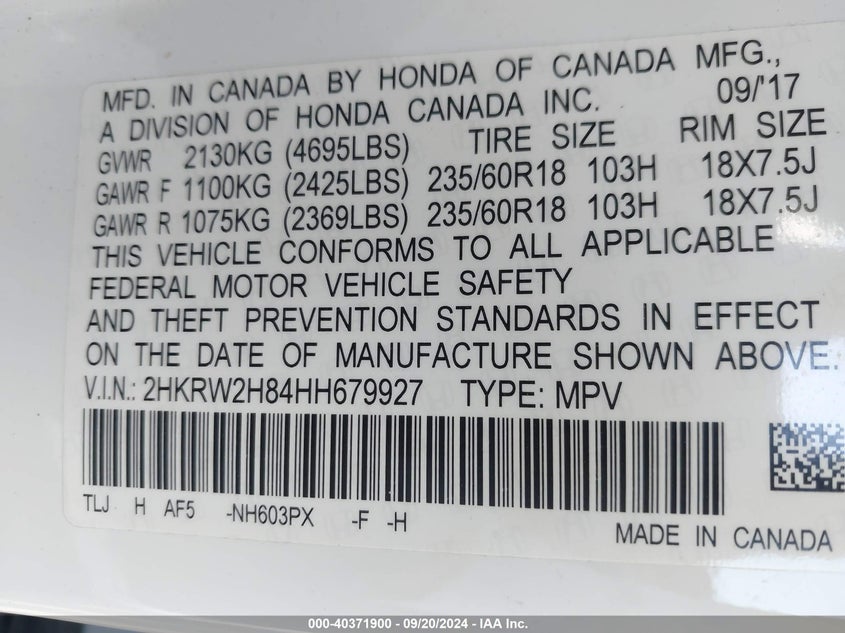 MFD. IN CANADA BY HONDA OF CANADA MFG.,
A DIVISION OF HONDA CANADA INC. 09/'17
GVWR 2130KG (4695LBS) TIRE SIZE RIM SIZE
GAWR F 1100KG (2425LBS) 235/60R18 103H 18X7.5J
GAWR R 1075KG (2369LBS) 235/60R18 103H 18X7.5J
THIS VEHICLE CONFORMS TO ALL APPLICABLE
FEDERAL MOTOR VEHICLE SAFETY
AND THEFT PREVENTION STANDARDS IN EFFECT
ON THE DATE OF MANUFACTURE SHOWN ABOVE.
V.I.N.: 2HKRW2H84HH679927 TYPE: MPV
TLJ H AF5 -NH603PX -F -H
MADE IN CANADA
000-40371900 - 09/20/2024 - IAA Inc.